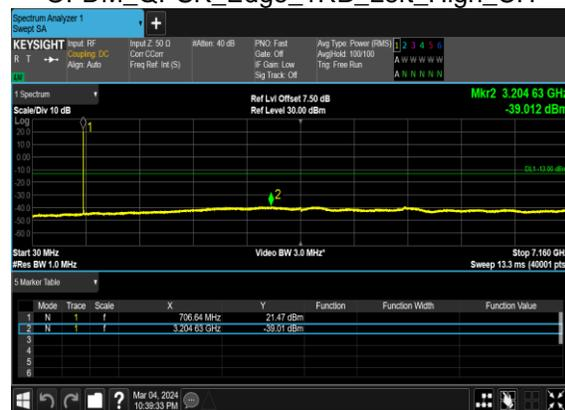 Spectrum Analyzer 1
Swept SA
KEYSIGHT Input: RF Input Z: 50 Ω #Atten: 40 dB PNO: Fast Avg Type: Power (RMS) 1 2 3 4 5 6
R T Coupling: DC Corr CCorr Gate: Off Avg|Hold: 100/100 A W W W W W
Align: Auto Freq Ref: Int (S) IF Gain: Low Trig: Free Run A N N N N N
Sig Track: Off
1 Spectrum Ref Lvl Offset 7.50 dB Mkr2 3.204 63 GHz
Scale/Div 10 dB Ref Level 30.00 dBm -39.012 dBm
Log
20.0
10.0
0.00
-10.0
-20.0
-30.0
-40.0
-50.0
-60.0
1
DL1 -13.00 dBm
2
Start 30 MHz Video BW 3.0 MHz* Stop 7.160 GHz
#Res BW 1.0 MHz Sweep 13.3 ms (40001 pts)
5 Marker Table
Mode Trace Scale X Y Function Function Width Function Value
1 N 1 f 706.64 MHz 21.47 dBm
2 N 1 f 3.204 63 GHz -39.01 dBm
3
4
5
6
? Mar 04, 2024
10:39:33 PM